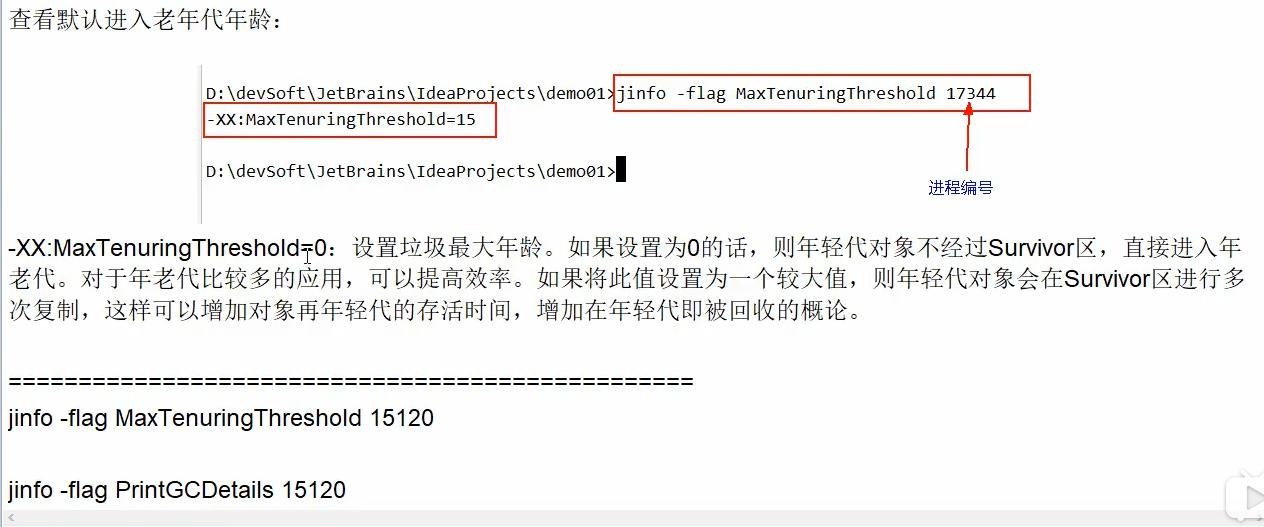 查看默认进入老年代年龄：
D:\devSoft\JetBrains\IdeaProjects\demo01>jinfo -flag MaxTenuringThreshold 17344
-XX:MaxTenuringThreshold=15
D:\devSoft\JetBrains\IdeaProjects\demo01>
进程编号
-XX:MaxTenuringThreshold=0：设置垃圾最大年龄。如果设置为0的话，则年轻代对象不经过Survivor区，直接进入年
老代。对于年老代比较多的应用，可以提高效率。如果将此值设置为一个较大值，则年轻代对象会在Survivor区进行多
次复制，这样可以增加对象再年轻代的存活时间，增加在年轻代即被回收的概论。
=================================================
jinfo -flag MaxTenuringThreshold 15120
jinfo -flag PrintGCDetails 15120